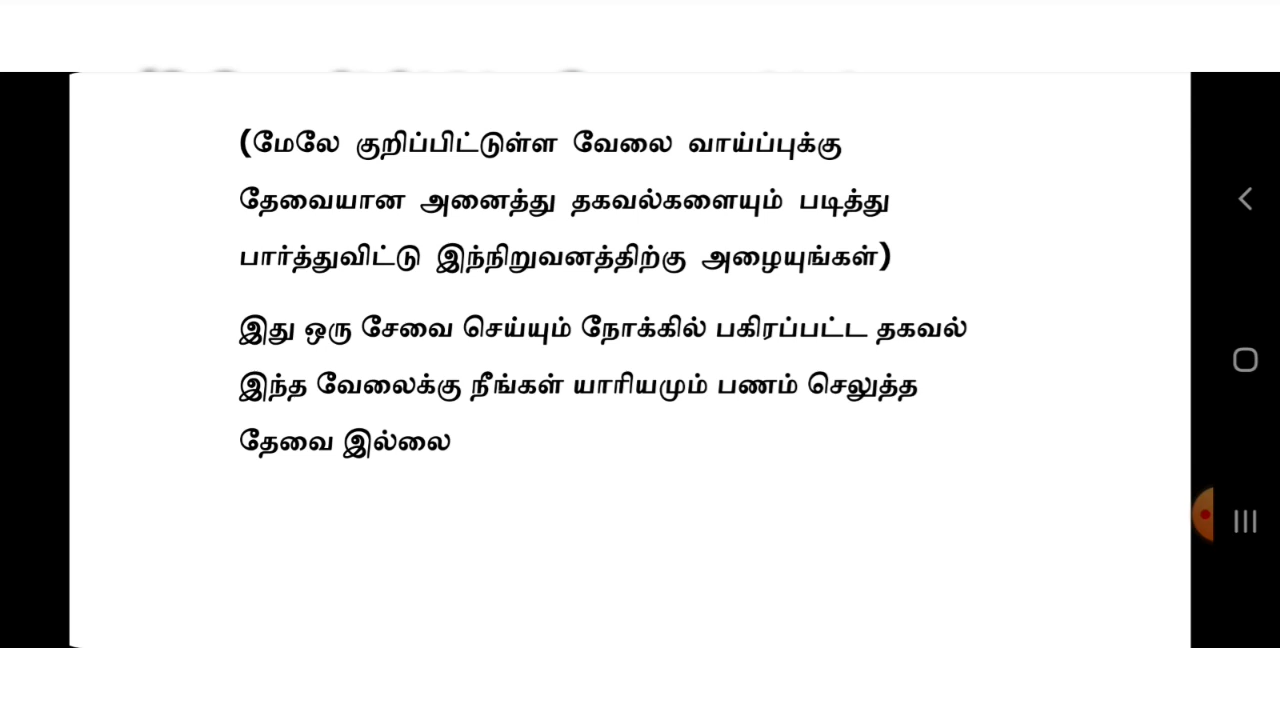 (மேலே குறிப்பிட்டுள்ள வேலை வாய்ப்புக்கு
தேவையான அனைத்து தகவல்களையும் படித்து
பார்த்துவிட்டு இந்நிறுவனத்திற்கு அழையுங்கள்)
இது ஒரு சேவை செய்யும் நோக்கில் பகிரப்பட்ட தகவல்
இந்த வேலைக்கு நீங்கள் யாரியமும் பணம் செலுத்த
தேவை இல்லை